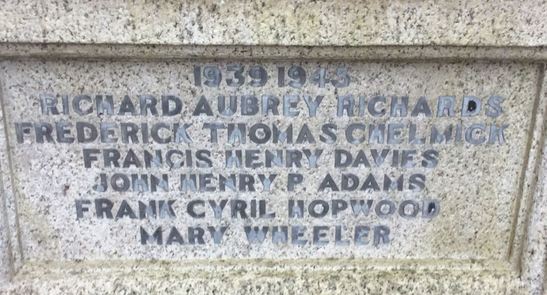 1939 1945
RICHARD AUBREY RICHARDS
FREDERICK THOMAS CHELMICK
FRANCIS HENRY DAVIES
JOHN HENRY P. ADAMS
FRANK CYRIL HOPWOOD
MARY WHEELER